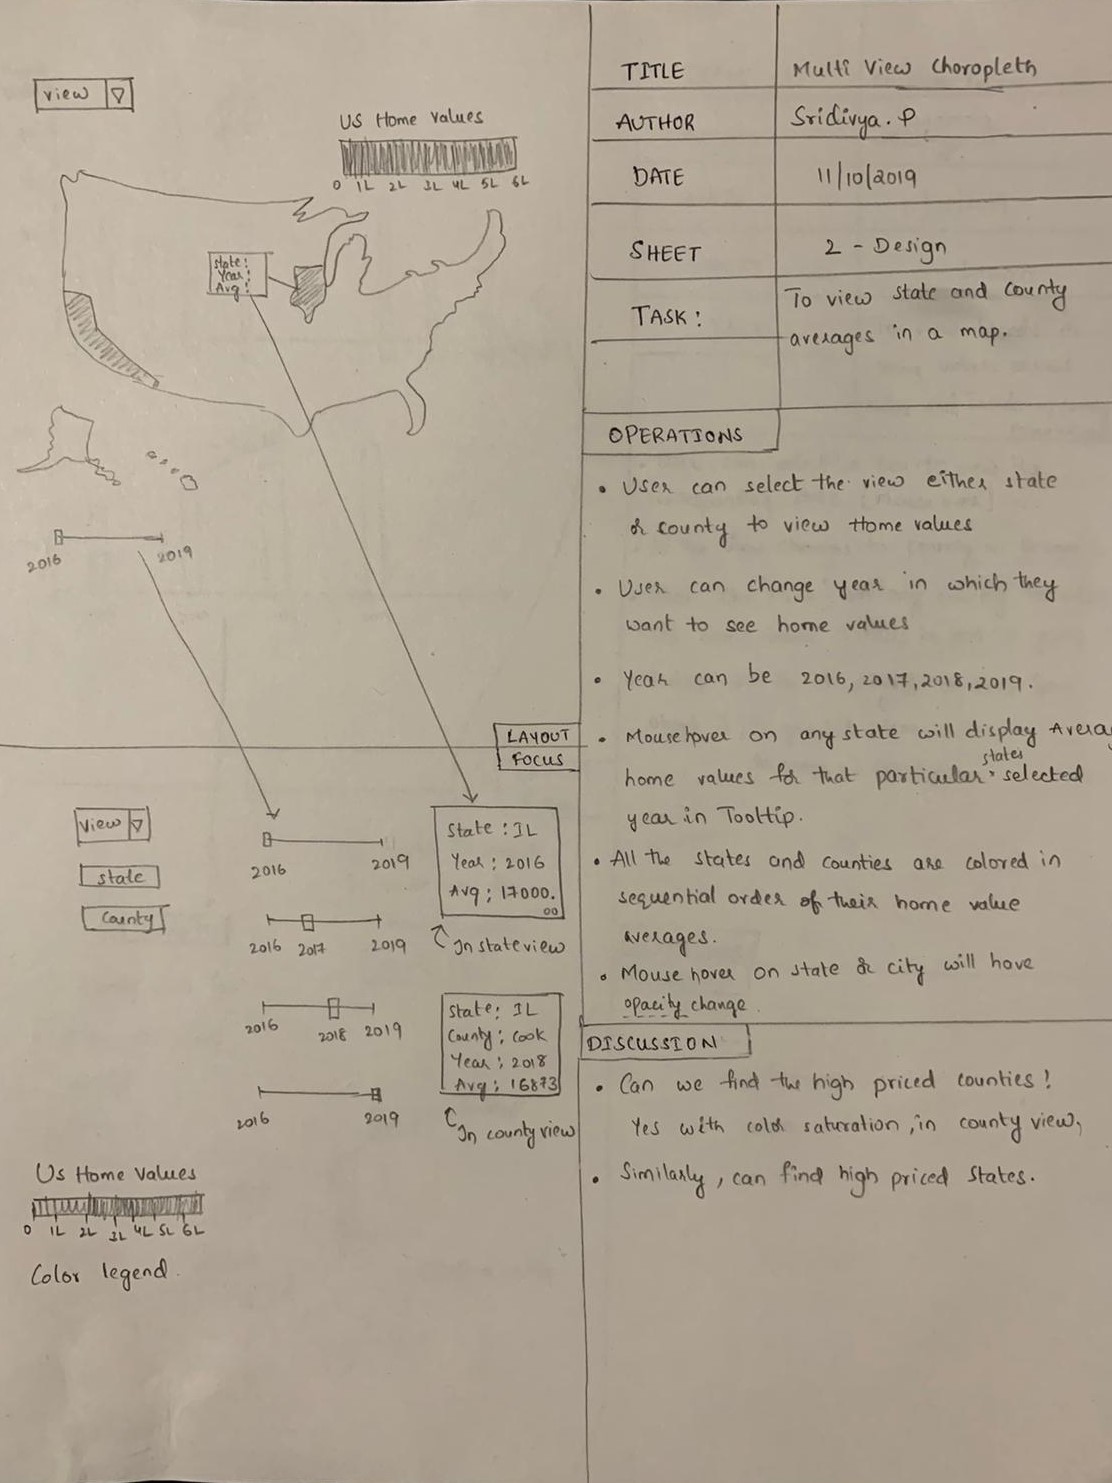 view
US Home Values
0 1L 2L 3L 4L 5L 6L
State:
Year:
Avg:
2016 2019
LAYOUT
FOCUS
View
state
County
2016 2019
2016 2017 2019
2016 2018 2019
2016 2019
State : IL
Year : 2016
Avg : 17000.
00
In state view
State: IL
County : Cook
Year : 2018
Avg : 16873
In county view
Us Home Values
0 1L 2L 3L 4L 5L 6L
Color legend.
TITLE Multi View Choropleth
AUTHOR Sridivya. P
DATE 11/10/2019
SHEET 2 - Design
TASK : To view state and County
averages in a map.
OPERATIONS
• User can select the view either state
or county to view Home values
• User can change year in which they
want to see home values
• Year can be 2016, 2017, 2018, 2019.
• Mouse hover on any state will display Avera
states
home values for that particular selected
year in Tooltip.
• All the States and Counties are colored in
sequential order of their home value
averages.
• Mouse hover on state & city will have
opacity change.
DISCUSSION
• Can we find the high priced counties!
Yes with color saturation, in county view,
• Similarly, can find high priced States.